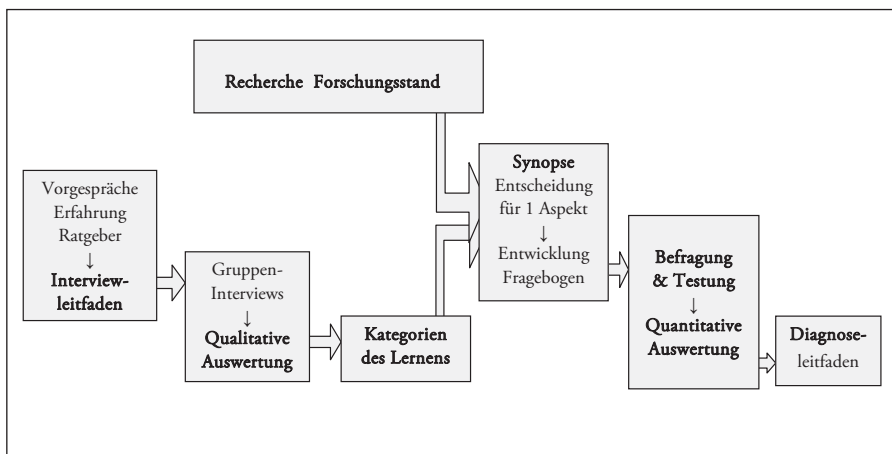 Recherche Forschungsstand
Vorgespräche
Erfahrung
Ratgeber
↓
Interview-
leitfaden
Gruppen-
Interviews
↓
Qualitative
Auswertung
Kategorien
des Lernens
Synopse
Entscheidung
für 1 Aspekt
↓
Entwicklung
Fragebogen
Befragung
& Testung
↓
Quantitative
Auswertung
Diagnose-
leitfaden